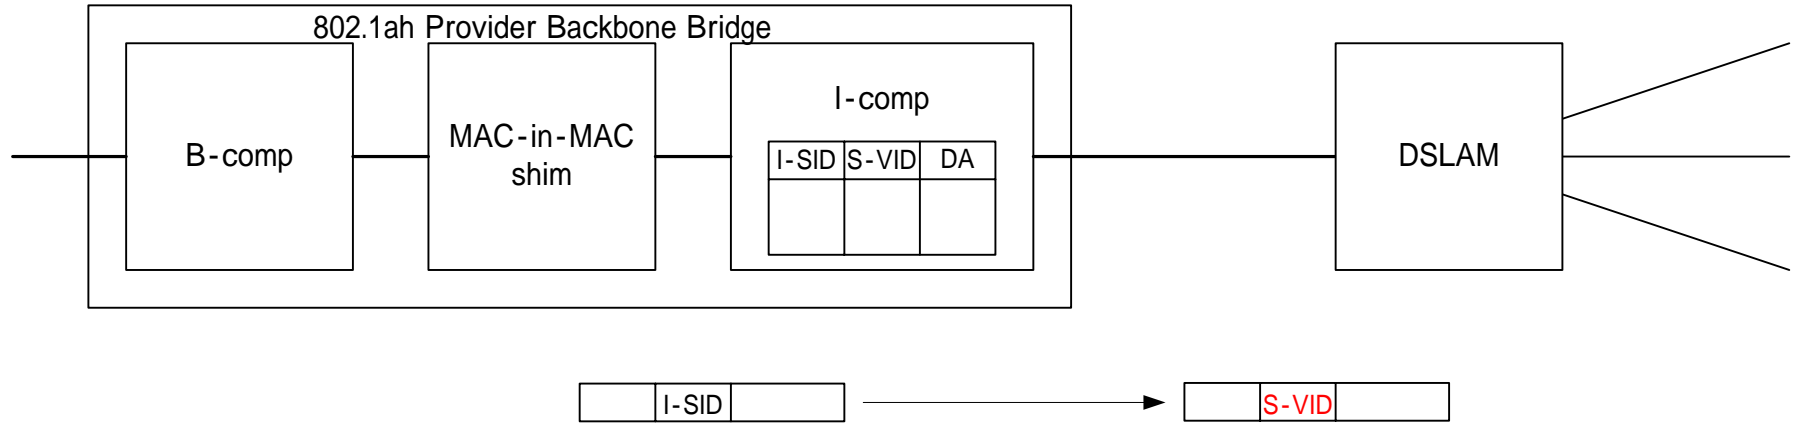 802.1ah Provider Backbone Bridge
B-comp
MAC-in-MAC
shim
I-comp
I-SID S-VID DA
DSLAM
I-SID
S-VID